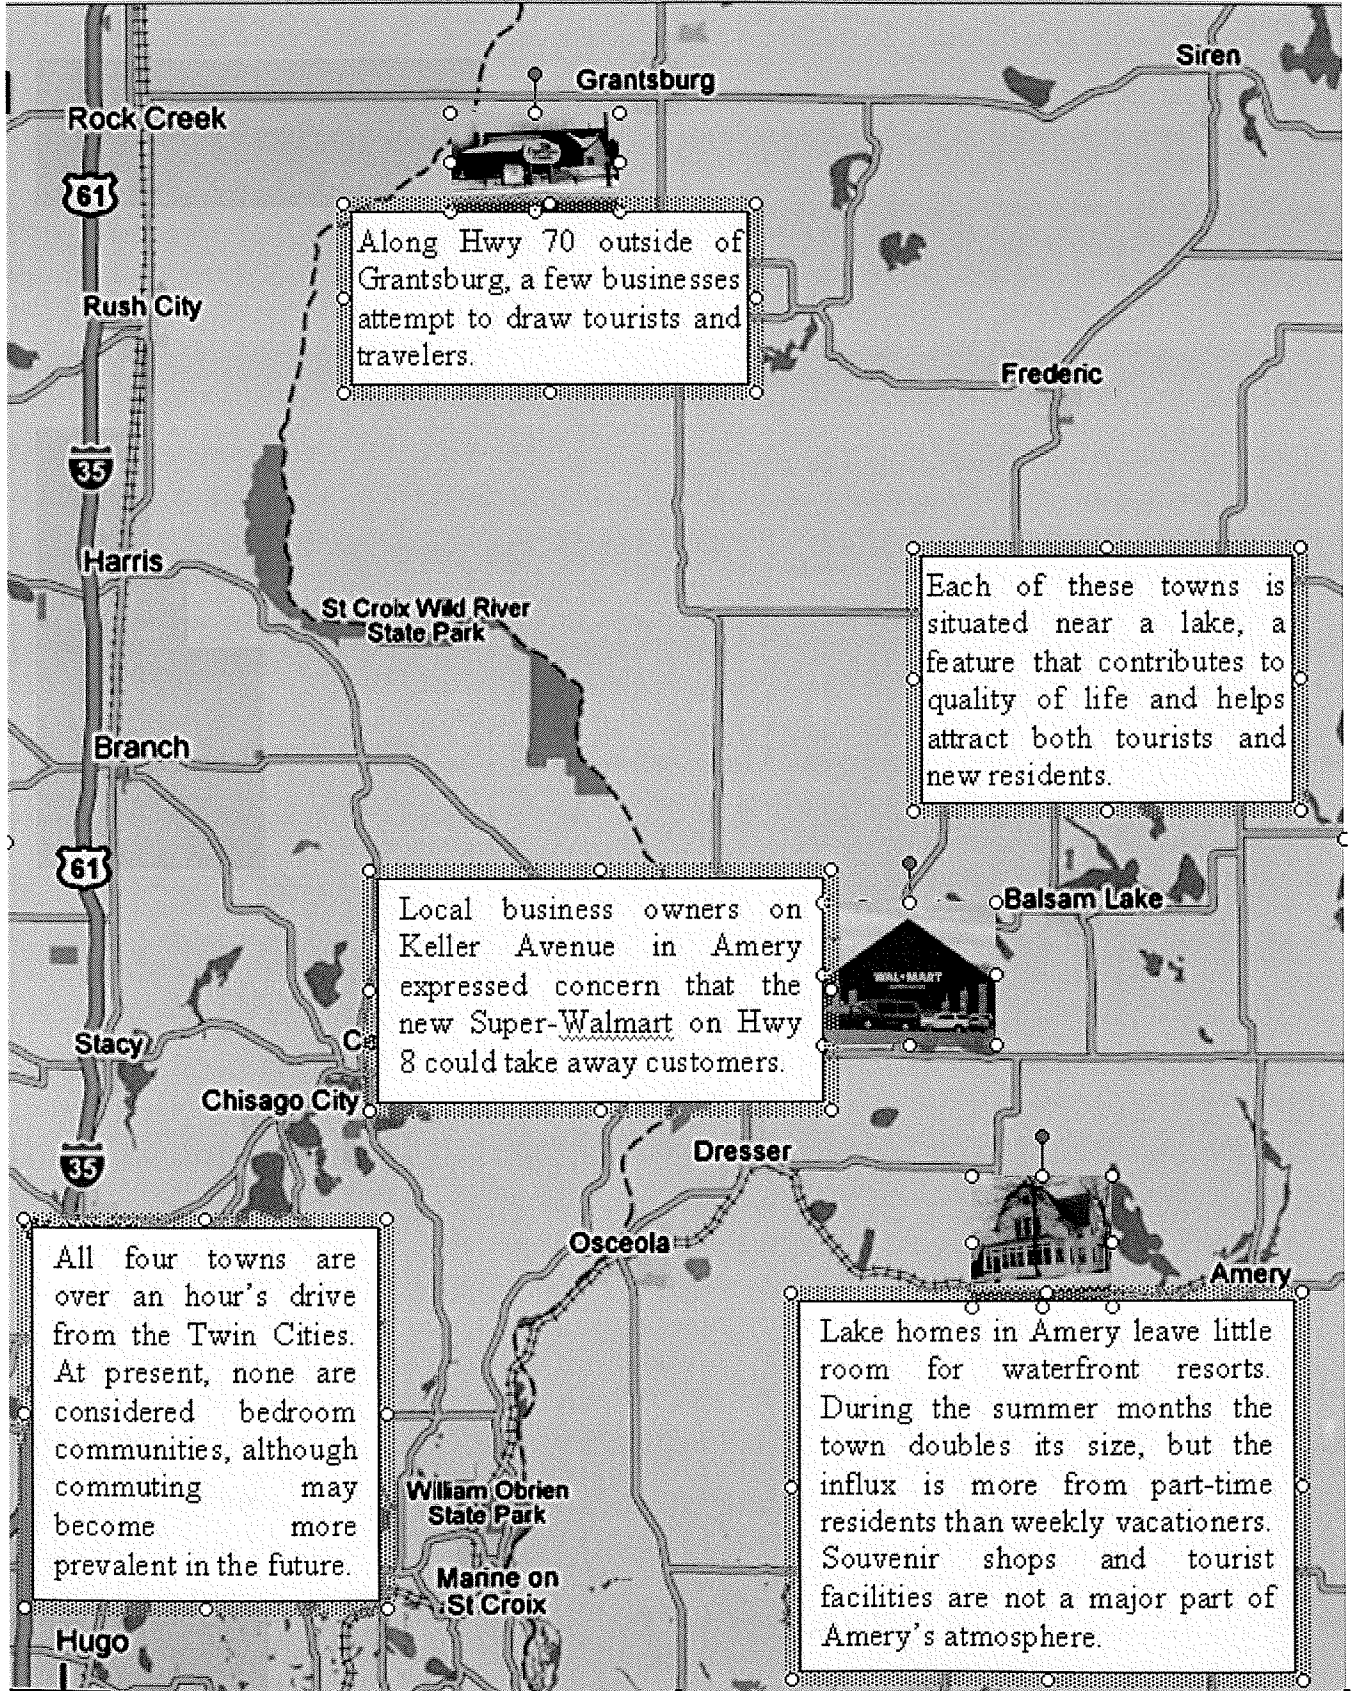 Siren
Grantsburg
Rock Creek
61
Along Hwy 70 outside of
Grantsburg, a few businesses
attempt to draw tourists and
travelers.
Rush City
Frederic
35
Harris
Each of these towns is
situated near a lake, a
feature that contributes to
quality of life and helps
attract both tourists and
new residents.
St Croix Wild River
State Park
Branch
61
Balsam Lake
Local business owners on
Keller Avenue in Amery
expressed concern that the
new Super-Walmart on Hwy
8 could take away customers.
WAL-MART
Stacy
C
Chisago City
Dresser
35
Osceola
Amery
All four towns are
over an hour's drive
from the Twin Cities.
At present, none are
considered bedroom
communities, although
commuting may
become more
prevalent in the future.
Lake homes in Amery leave little
room for waterfront resorts.
During the summer months the
town doubles its size, but the
influx is more from part-time
residents than weekly vacationers.
Souvenir shops and tourist
facilities are not a major part of
Amery's atmosphere.
William Obrien
State Park
Marine on
St Croix
Hugo